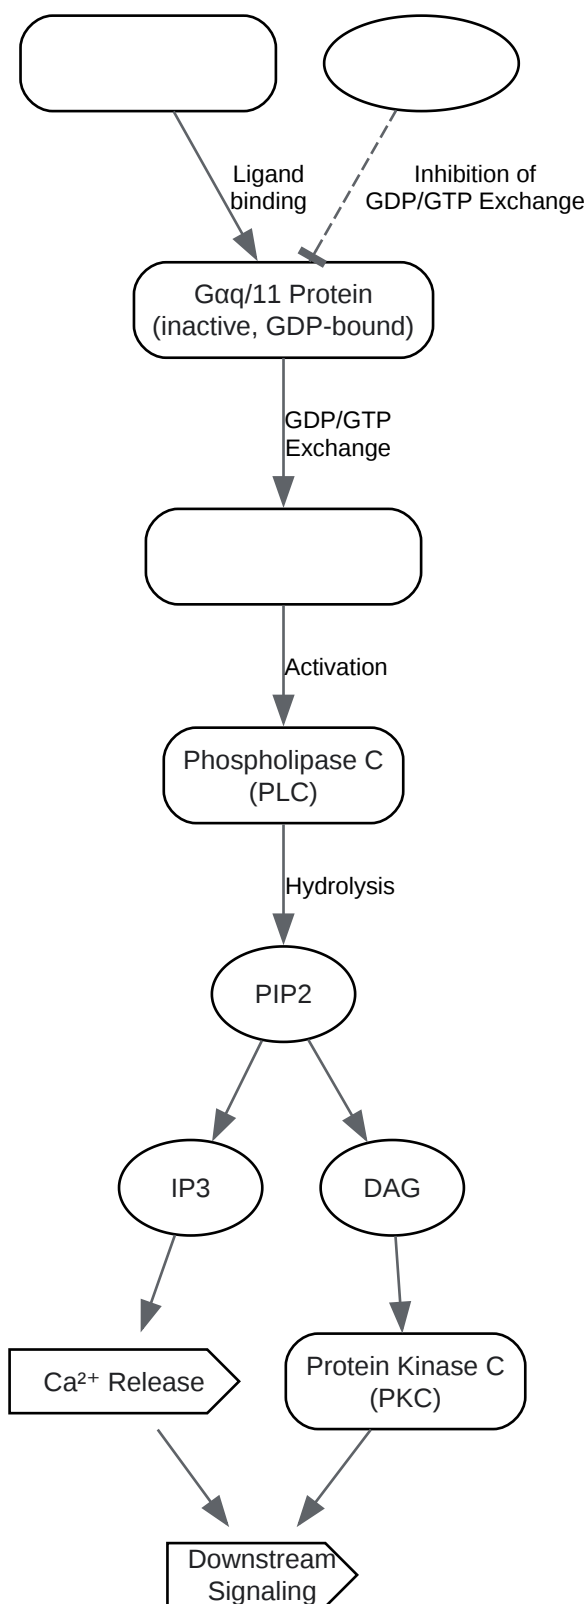 Ligand
binding
Inhibition of
GDP/GTP Exchange
Gαq/11 Protein
(inactive, GDP-bound)
GDP/GTP
Exchange
Activation
Phospholipase C
(PLC)
Hydrolysis
PIP2
IP3
DAG
Ca²⁺ Release
Protein Kinase C
(PKC)
Downstream
Signaling